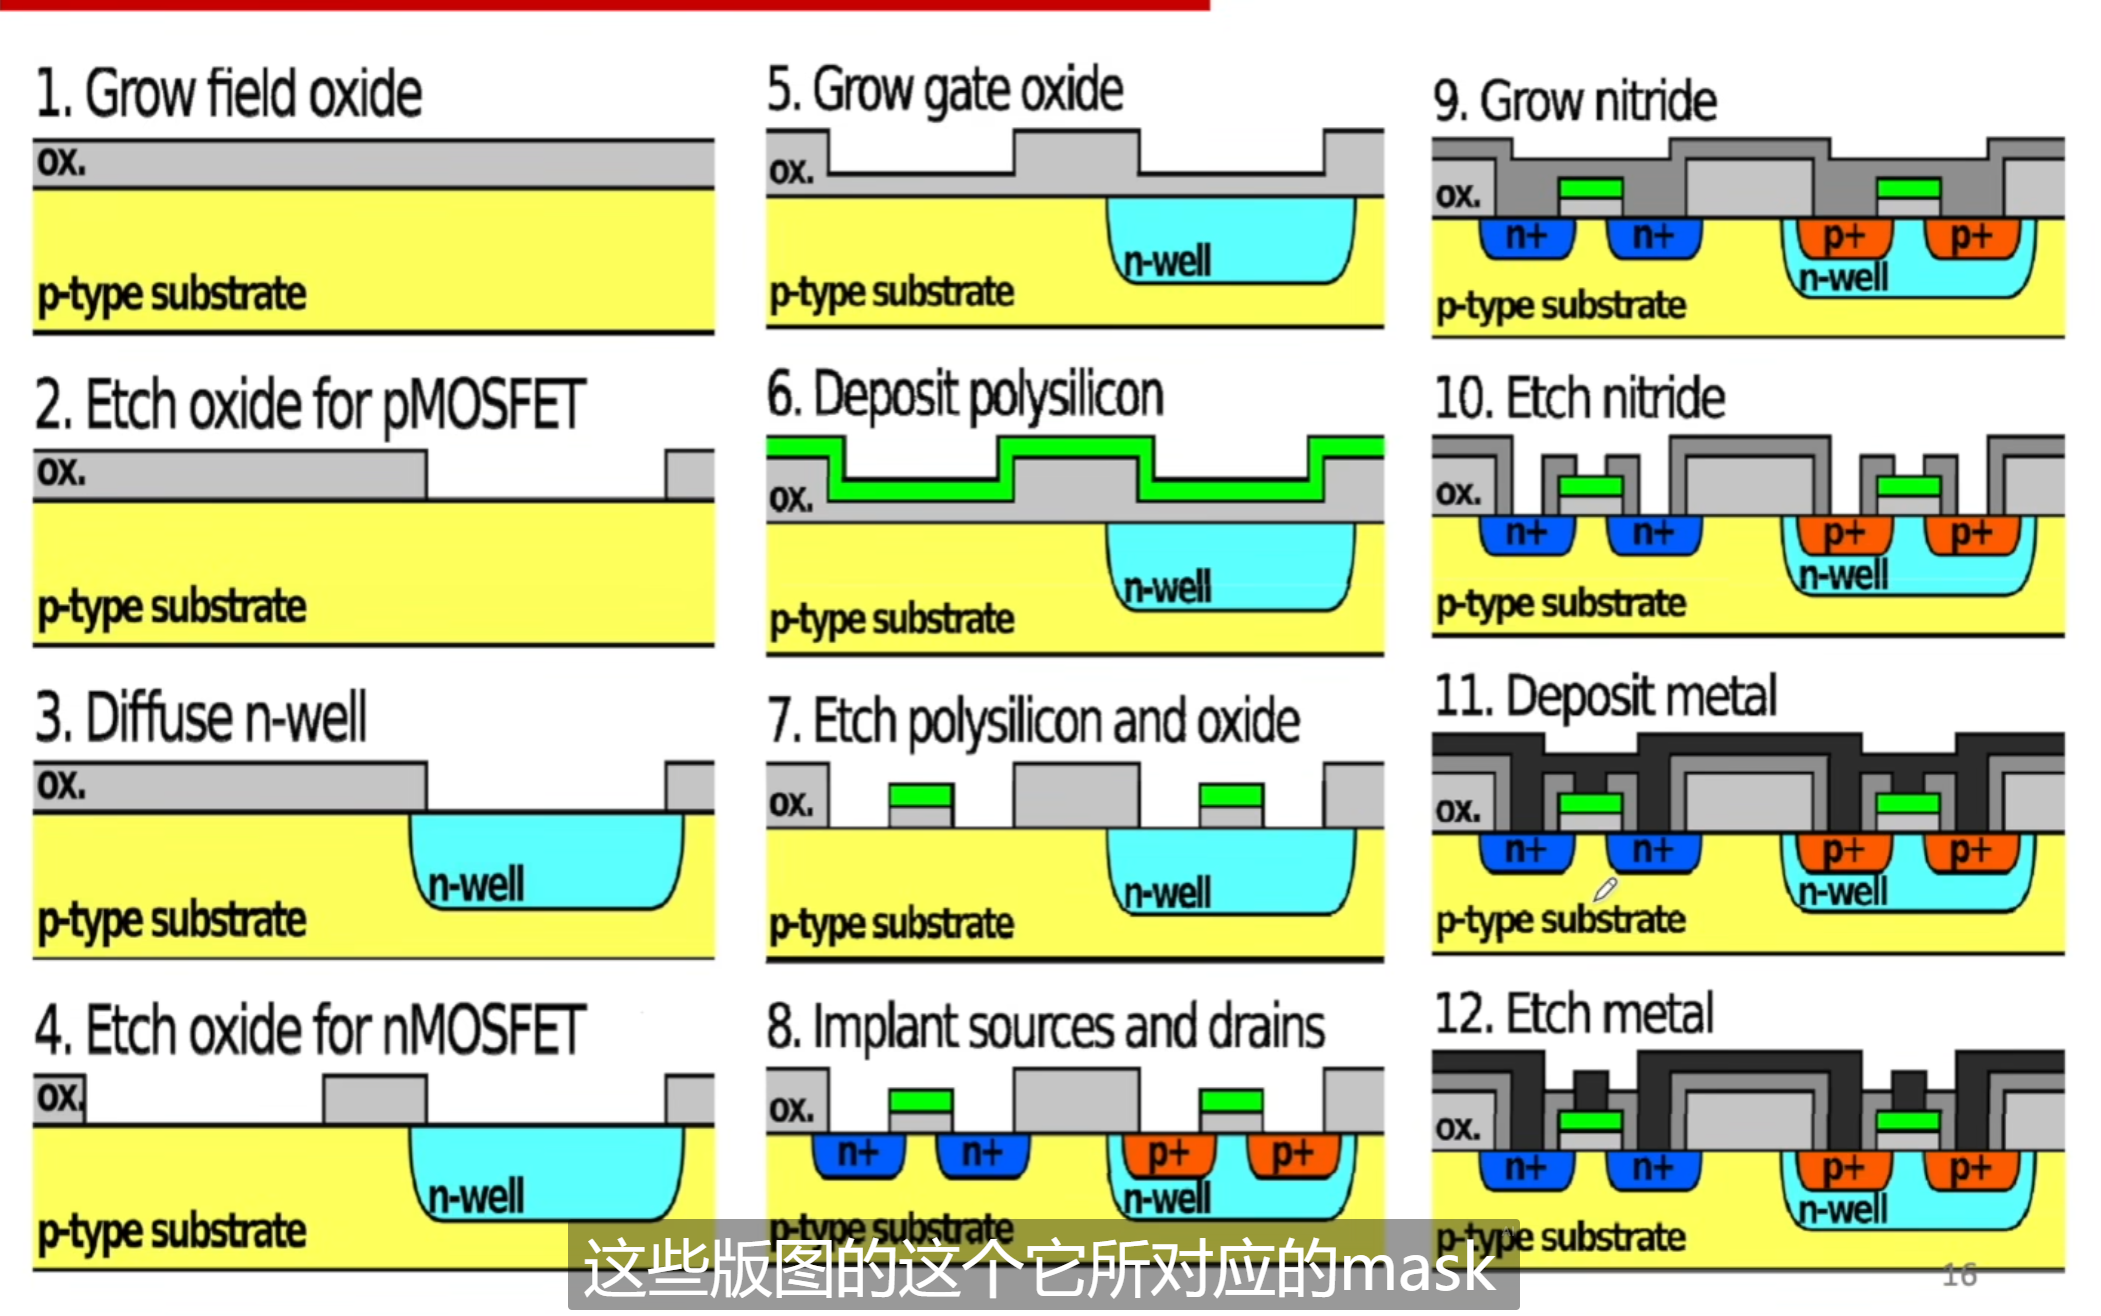 1. Grow field oxide
ox.
p-type substrate
2. Etch oxide for pMOSFET
ox.
p-type substrate
3. Diffuse n-well
ox.
n-well
p-type substrate
4. Etch oxide for nMOSFET
ox.
n-well
p-type substrate
5. Grow gate oxide
ox.
n-well
p-type substrate
6. Deposit polysilicon
ox.
n-well
p-type substrate
7. Etch polysilicon and oxide
ox.
n-well
p-type substrate
8. Implant sources and drains
ox.
n+ n+ p+ p+
n-well
p-type substrate
9. Grow nitride
ox.
n+ n+ p+ p+
n-well
p-type substrate
10. Etch nitride
ox.
n+ n+ p+ p+
n-well
p-type substrate
11. Deposit metal
ox.
n+ n+ p+ p+
n-well
p-type substrate
12. Etch metal
ox.
n+ n+ p+ p+
n-well
p-type substrate
这些版图的这个它所对应的mask
16